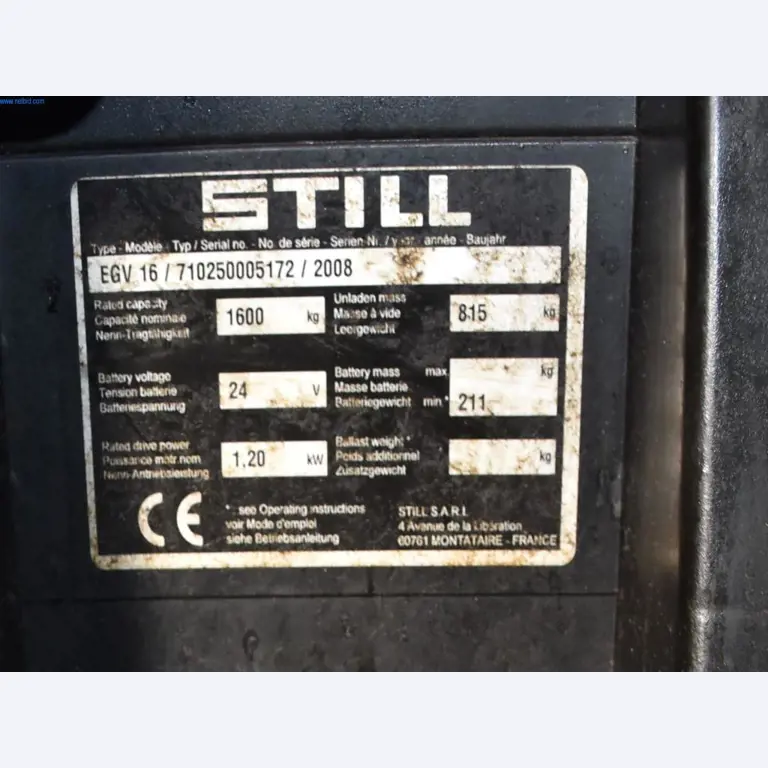 www.netbid.com
STILL
Type - Modèle - Typ / Serial no. - No. de série - Serien-Nr. / year - année - Baujahr
EGV 16 / 710250005172 / 2008
Rated capacity
Capacité nominale
Nenn-Tragfähigkeit
1600 kg
Unladen mass
Masse à vide
Leergewicht
815 kg
Battery voltage
Tension batterie
Batteriespannung
24 V
Battery mass max.
Masse batterie
Batteriegewicht min.*
kg
211
Rated drive power
Puissance motr.nom
Nenn-Antriebsleistung
1,20 kW
Ballast weight *
Poids additionnel
Zusatzgewicht
kg
CE
* : see Operating instructions
voir Mode d'emploi
siehe Betriebsanleitung
STILL S.A.R.L
4 Avenue de la Libération
60761 MONTATAIRE - FRANCE